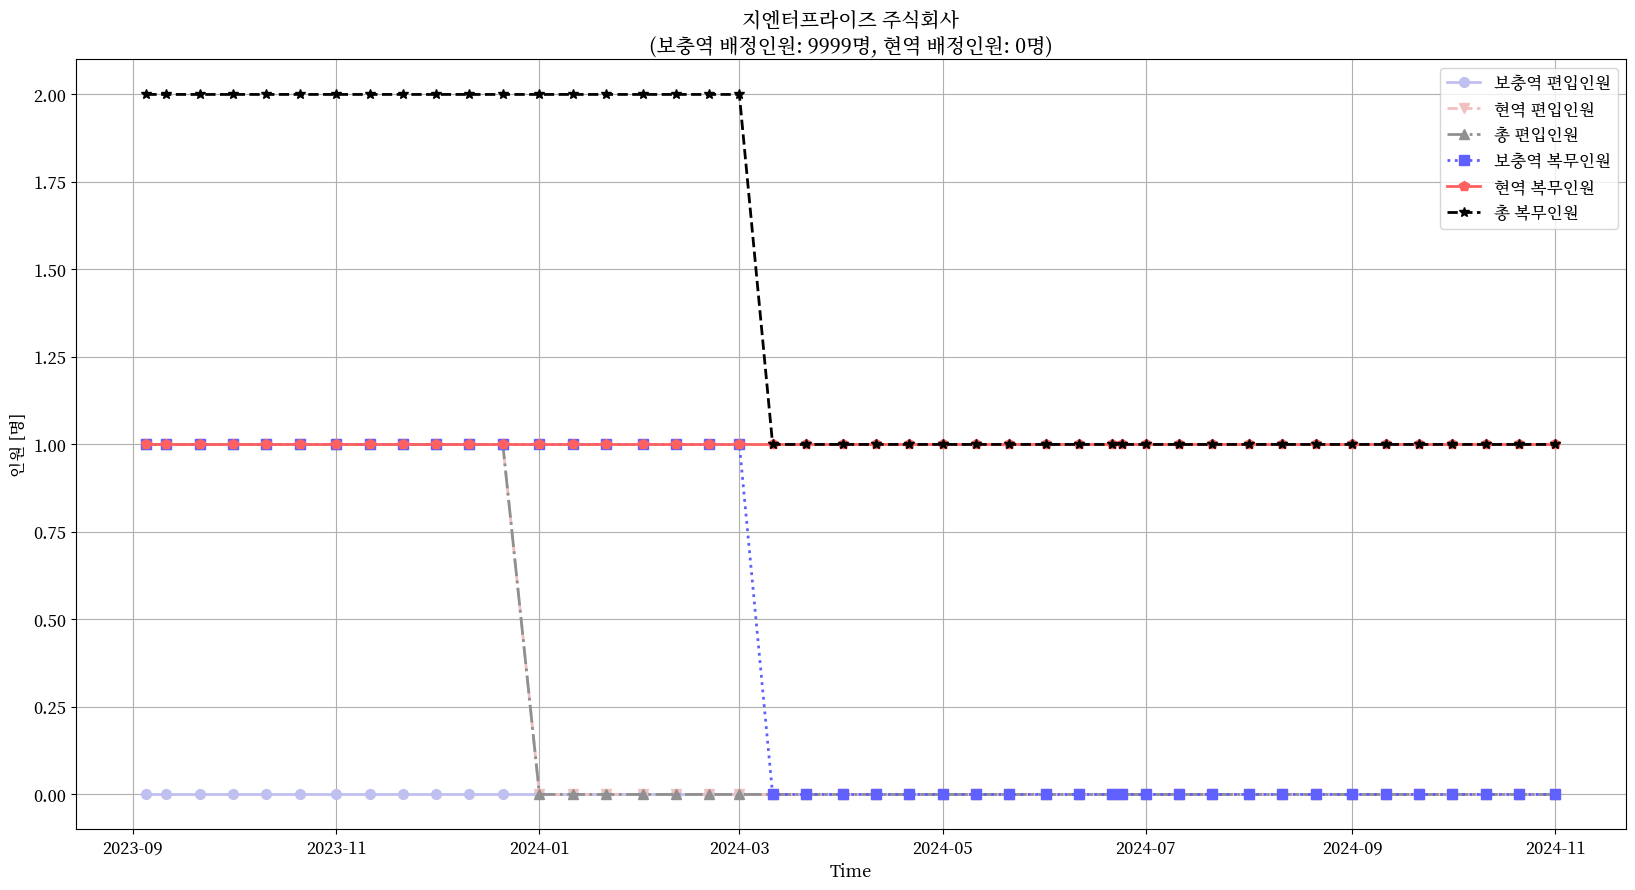 지엔터프라이즈 주식회사
(보충역 배정인원: 9999명, 현역 배정인원: 0명)
보충역 편입인원
현역 편입인원
총 편입인원
보충역 복무인원
현역 복무인원
총 복무인원
인원 [명]
2.00
1.75
1.50
1.25
1.00
0.75
0.50
0.25
0.00
2023-09
2023-11
2024-01
2024-03
2024-05
2024-07
2024-09
2024-11
Time